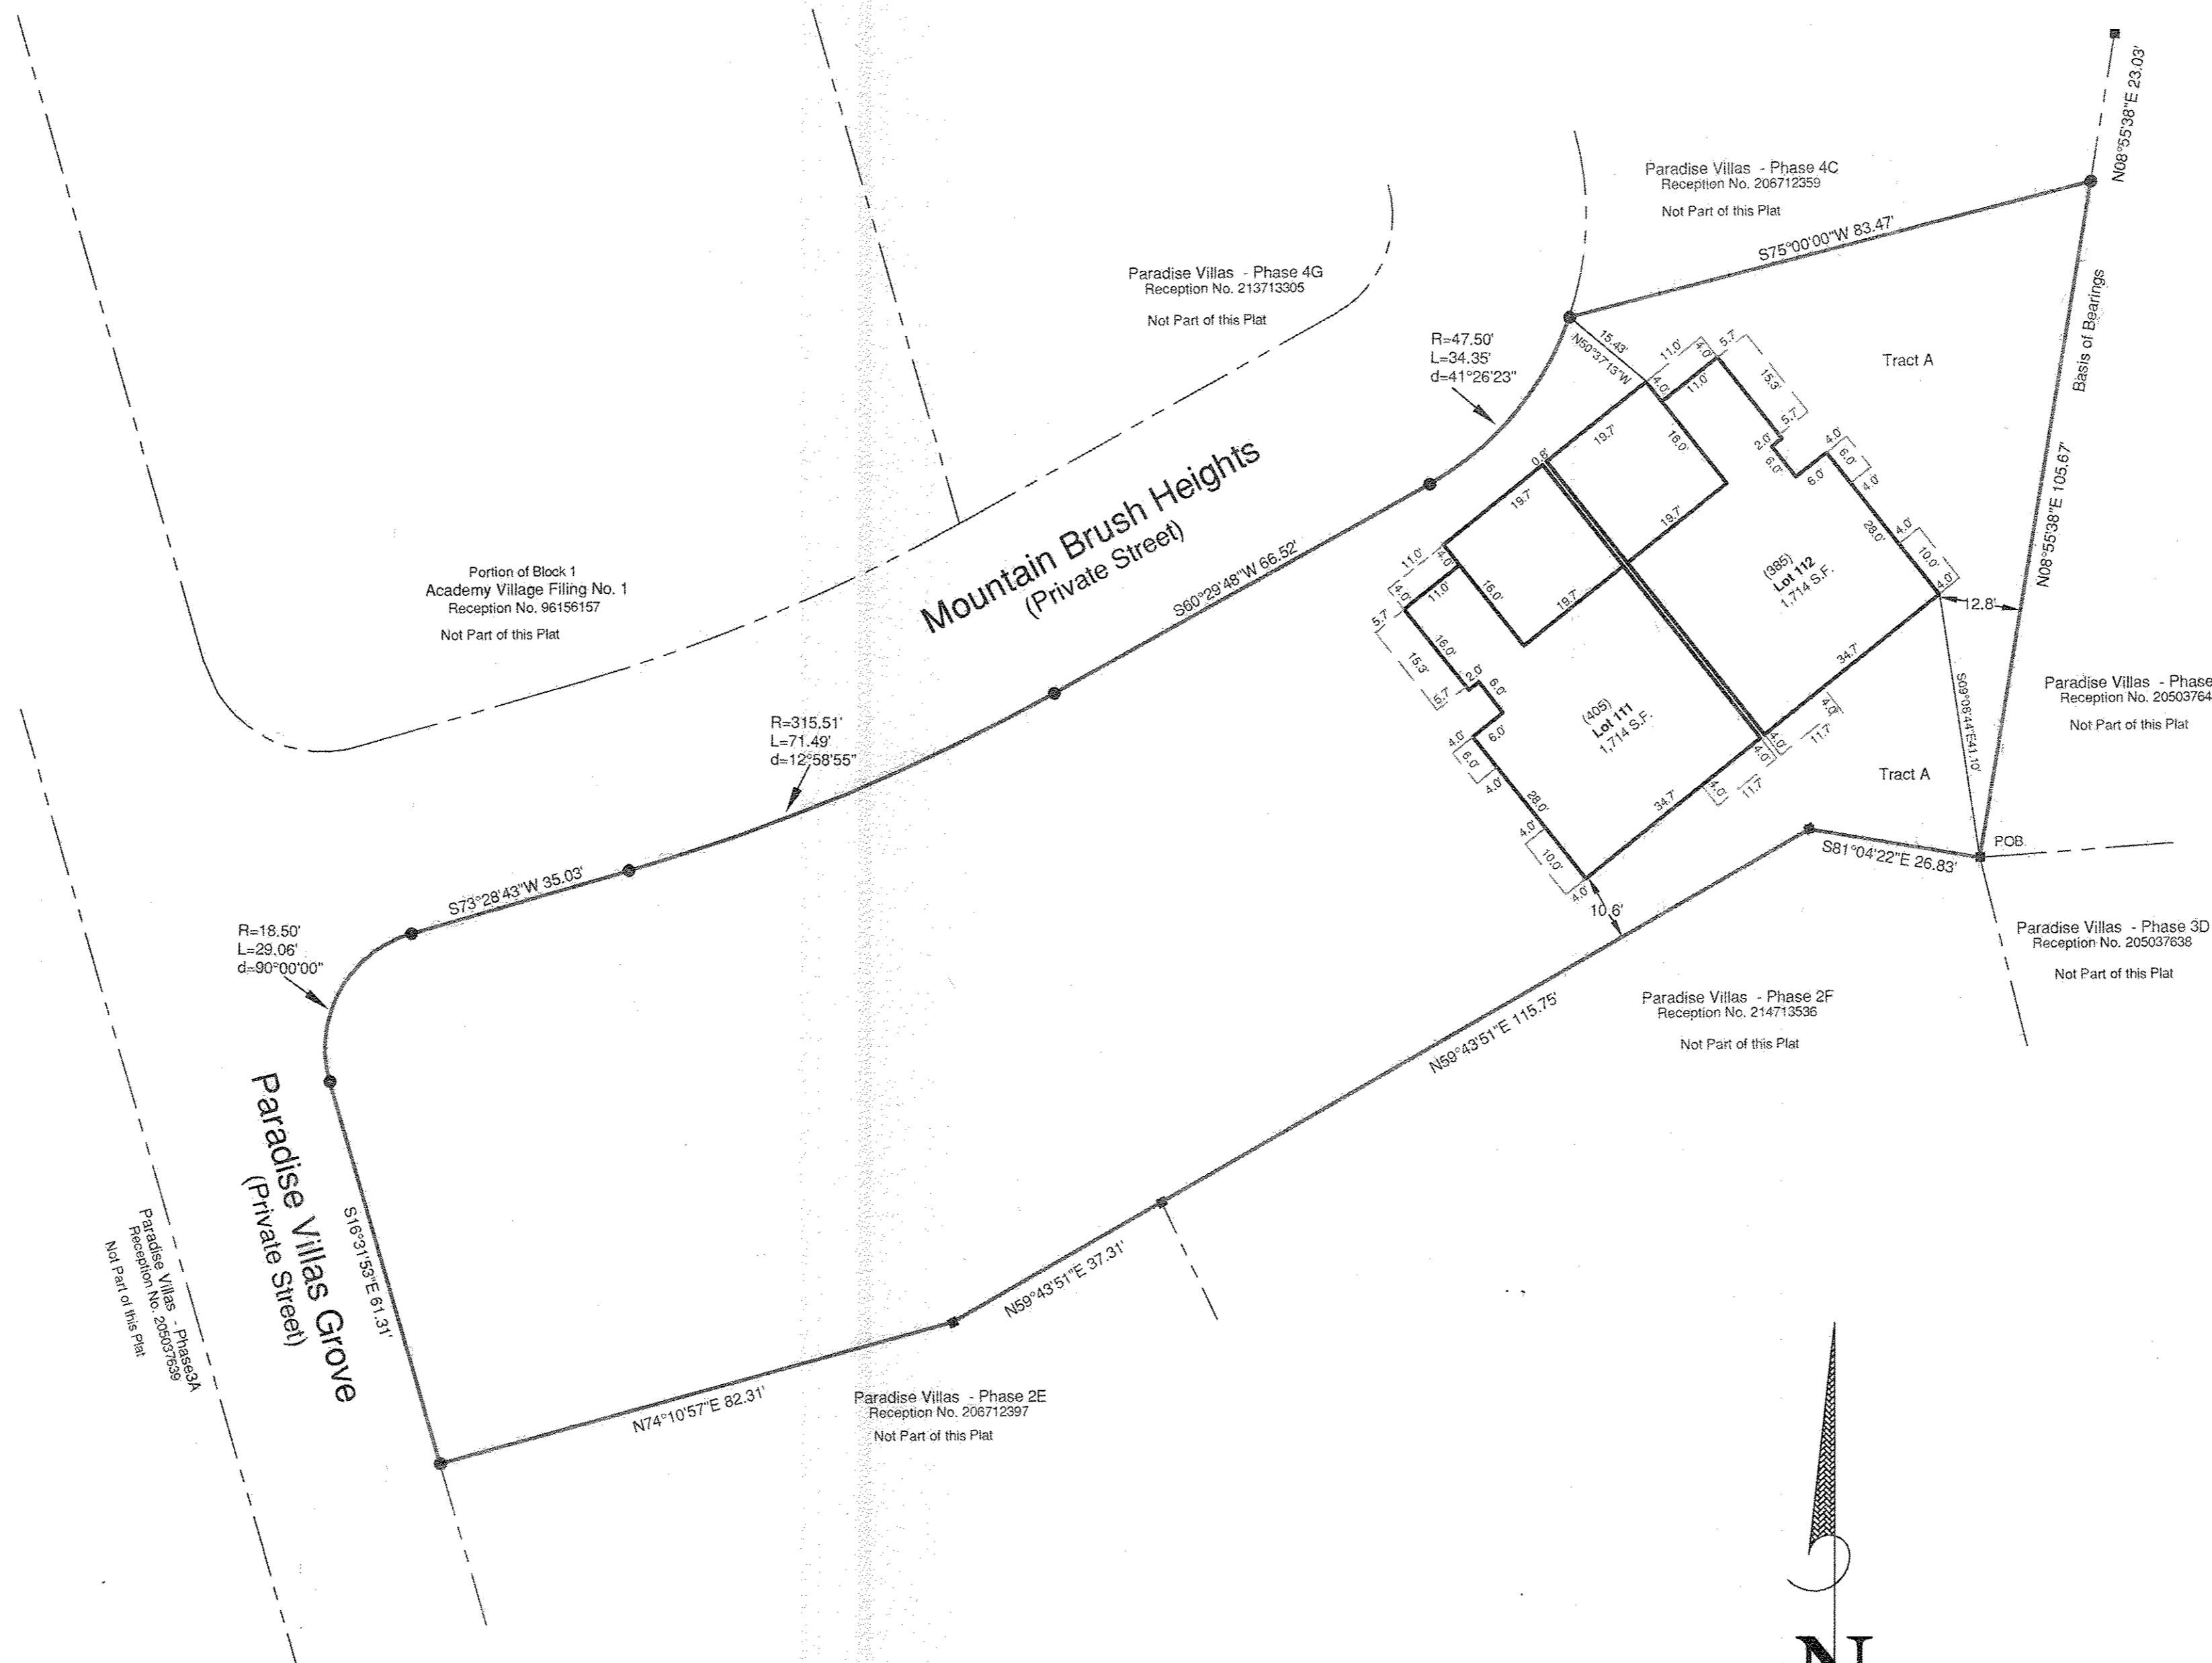 N08°55'38"E 23.03'
Paradise Villas - Phase 4C
Reception No. 206712359
Not Part of this Plat
S75°00'00"W 83.47'
Paradise Villas - Phase 4G
Reception No. 213713305
Not Part of this Plat
R=47.50'
L=34.35'
d=41°26'23"
15.43'
N50°37'13"W
11.0'
4.0'
5.7'
4.0'
11.0'
15.3'
5.7'
Tract A
Basis of Bearings
N08°55'38"E 105.67'
19.7'
16.0'
2.0'
6.0'
6.0'
4.0'
6.0'
4.0'
0.8'
19.7'
19.7'
28.0'
4.0'
10.0'
4.0'
12.8'
(385)
Lot 112
1,714 S.F.
Mountain Brush Heights
(Private Street)
S60°29'48"W 66.52'
Portion of Block 1
Academy Village Filing No. 1
Reception No. 96156157
Not Part of this Plat
11.0'
4.0'
4.0'
11.0'
5.7'
16.0'
19.7'
16.0'
15.3'
5.7'
2.0'
6.0'
6.0'
4.0'
6.0'
4.0'
(405)
Lot 111
1,714 S.F.
34.7'
4.0'
11.7'
4.0'
4.0'
S09°08'44"E 41.10'
Paradise Villas - Phase
Reception No. 20503764
Not Part of this Plat
R=315.51'
L=71.49'
d=12°58'55"
28.0'
4.0'
10.0'
4.0'
34.7'
4.0'
11.7'
Tract A
POB
S81°04'22"E 26.83'
10.6'
S73°28'43"W 35.03'
R=18.50'
L=29.06'
d=90°00'00"
Paradise Villas - Phase 3D
Reception No. 205037638
Not Part of this Plat
Paradise Villas - Phase 2F
Reception No. 214713536
Not Part of this Plat
N59°43'51"E 115.75'
Paradise Villas Grove
(Private Street)
S16°31'53"E 61.31'
Paradise Villas - Phase3A
Reception No. 205037639
Not Part of this Plat
N59°43'51"E 37.31'
N74°10'57"E 82.31'
Paradise Villas - Phase 2E
Reception No. 206712397
Not Part of this Plat
N